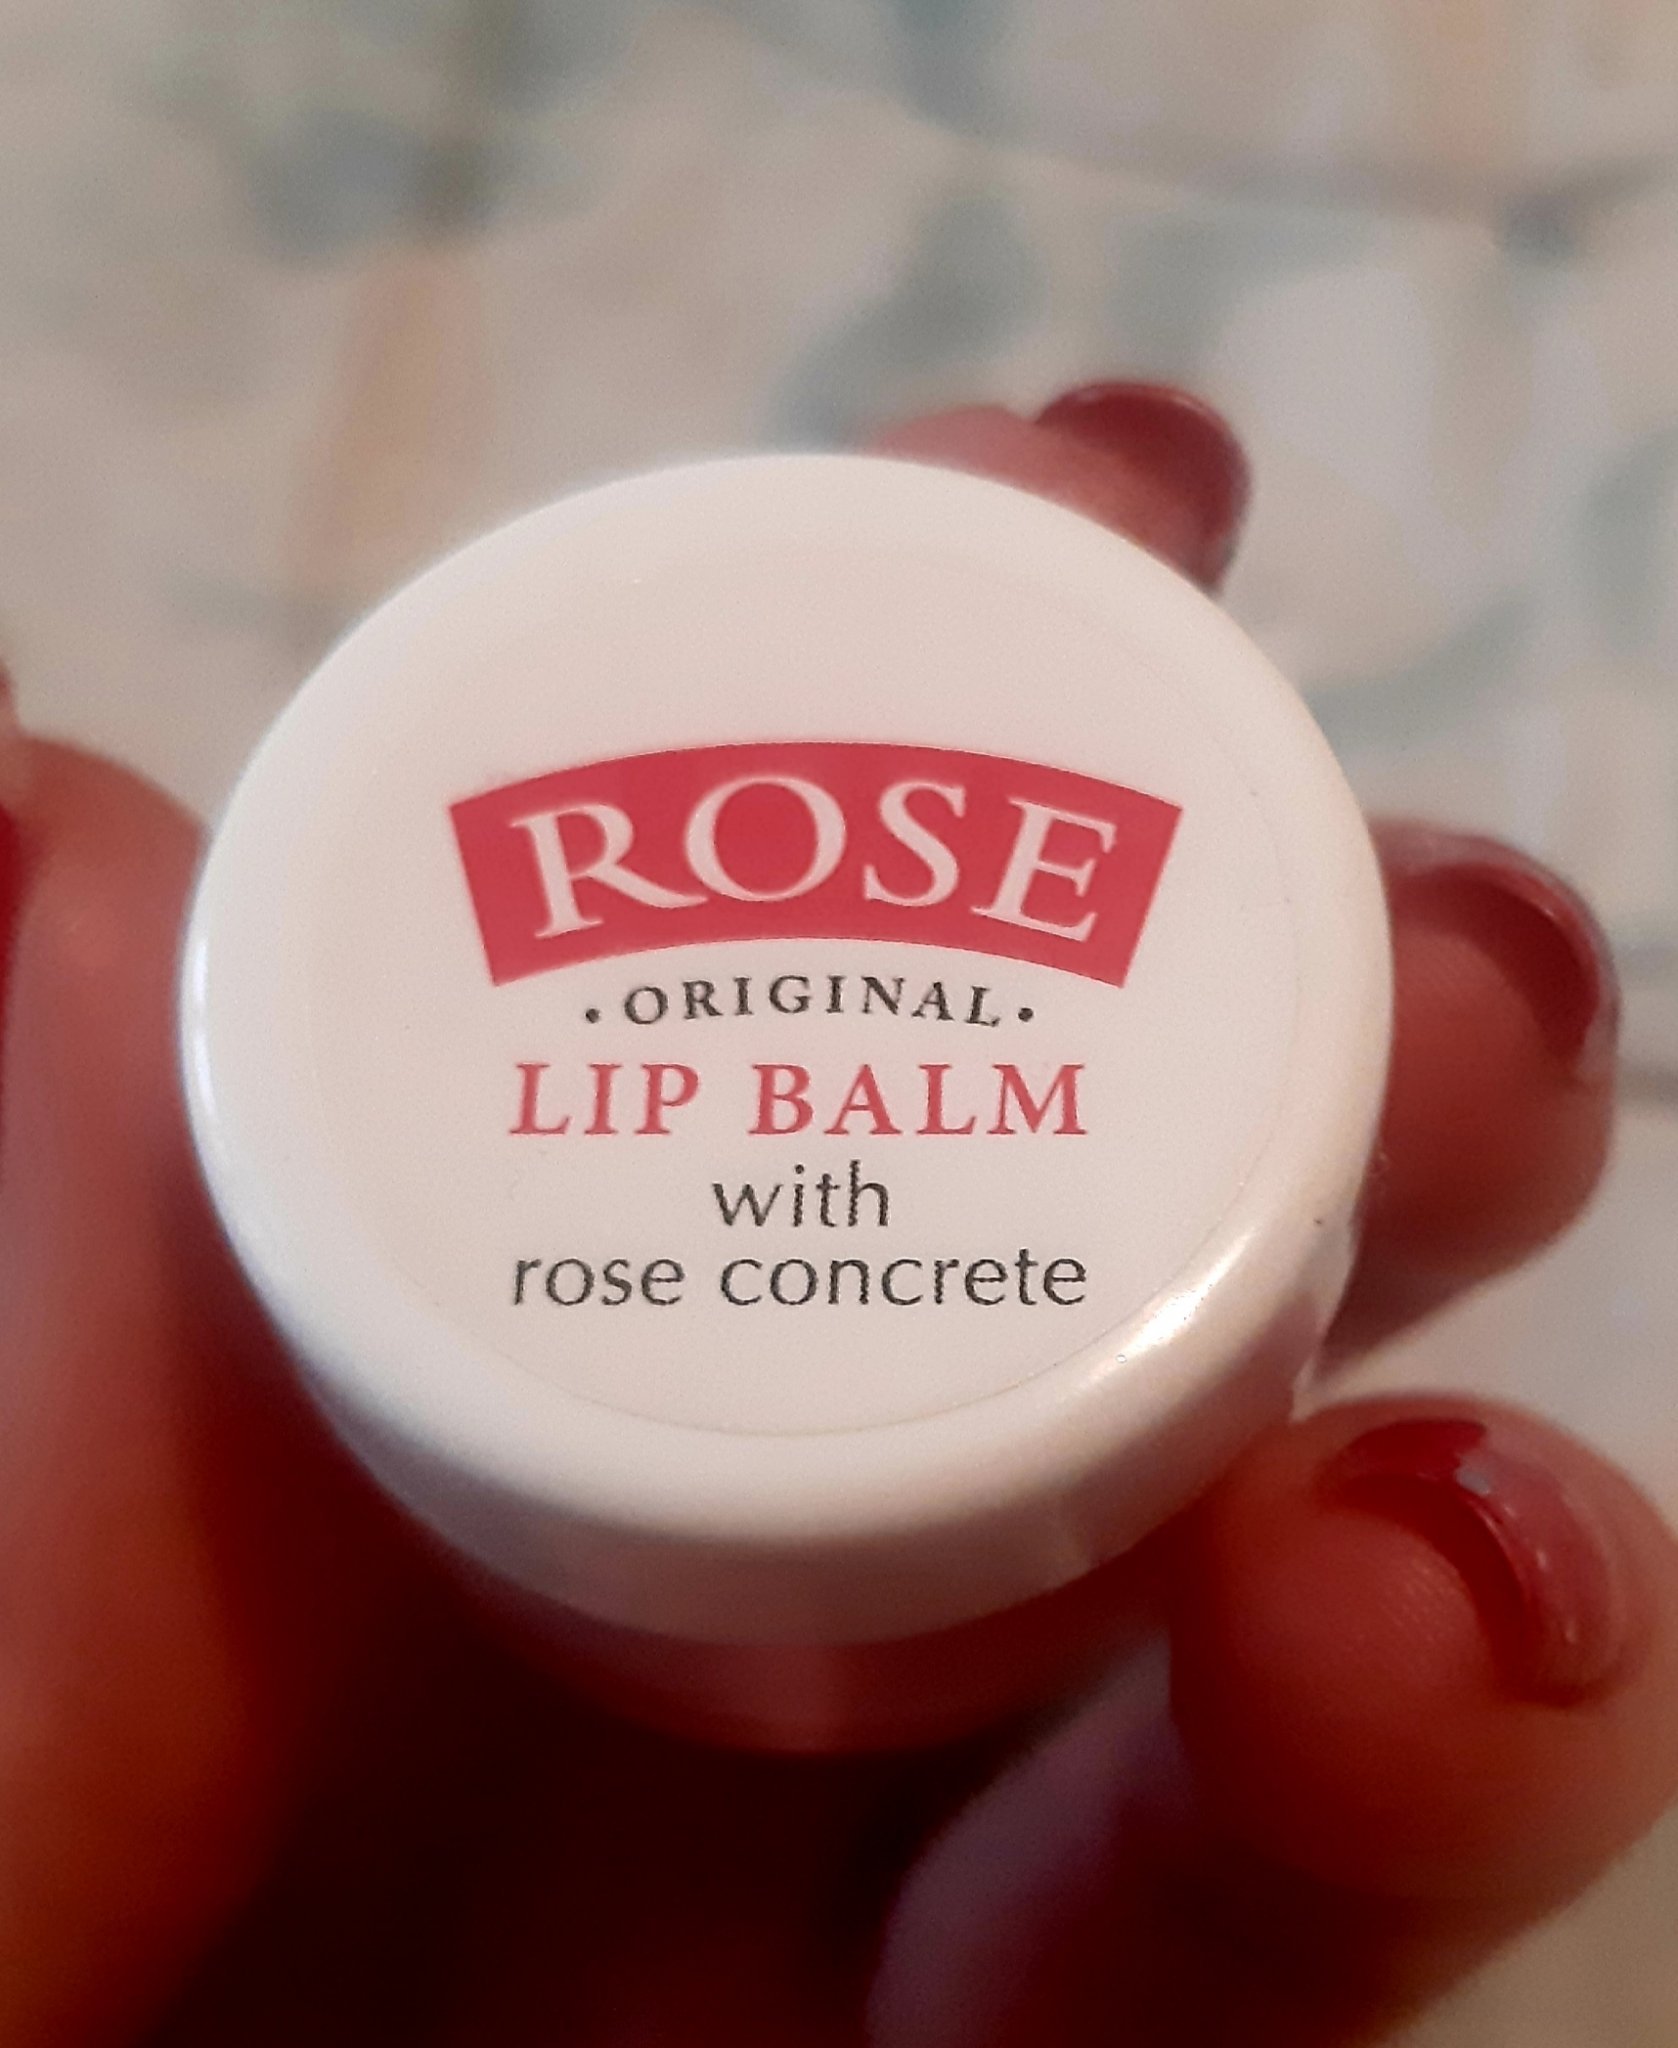 ROSE
· ORIGINAL ·
LIP BALM
with
rose concrete